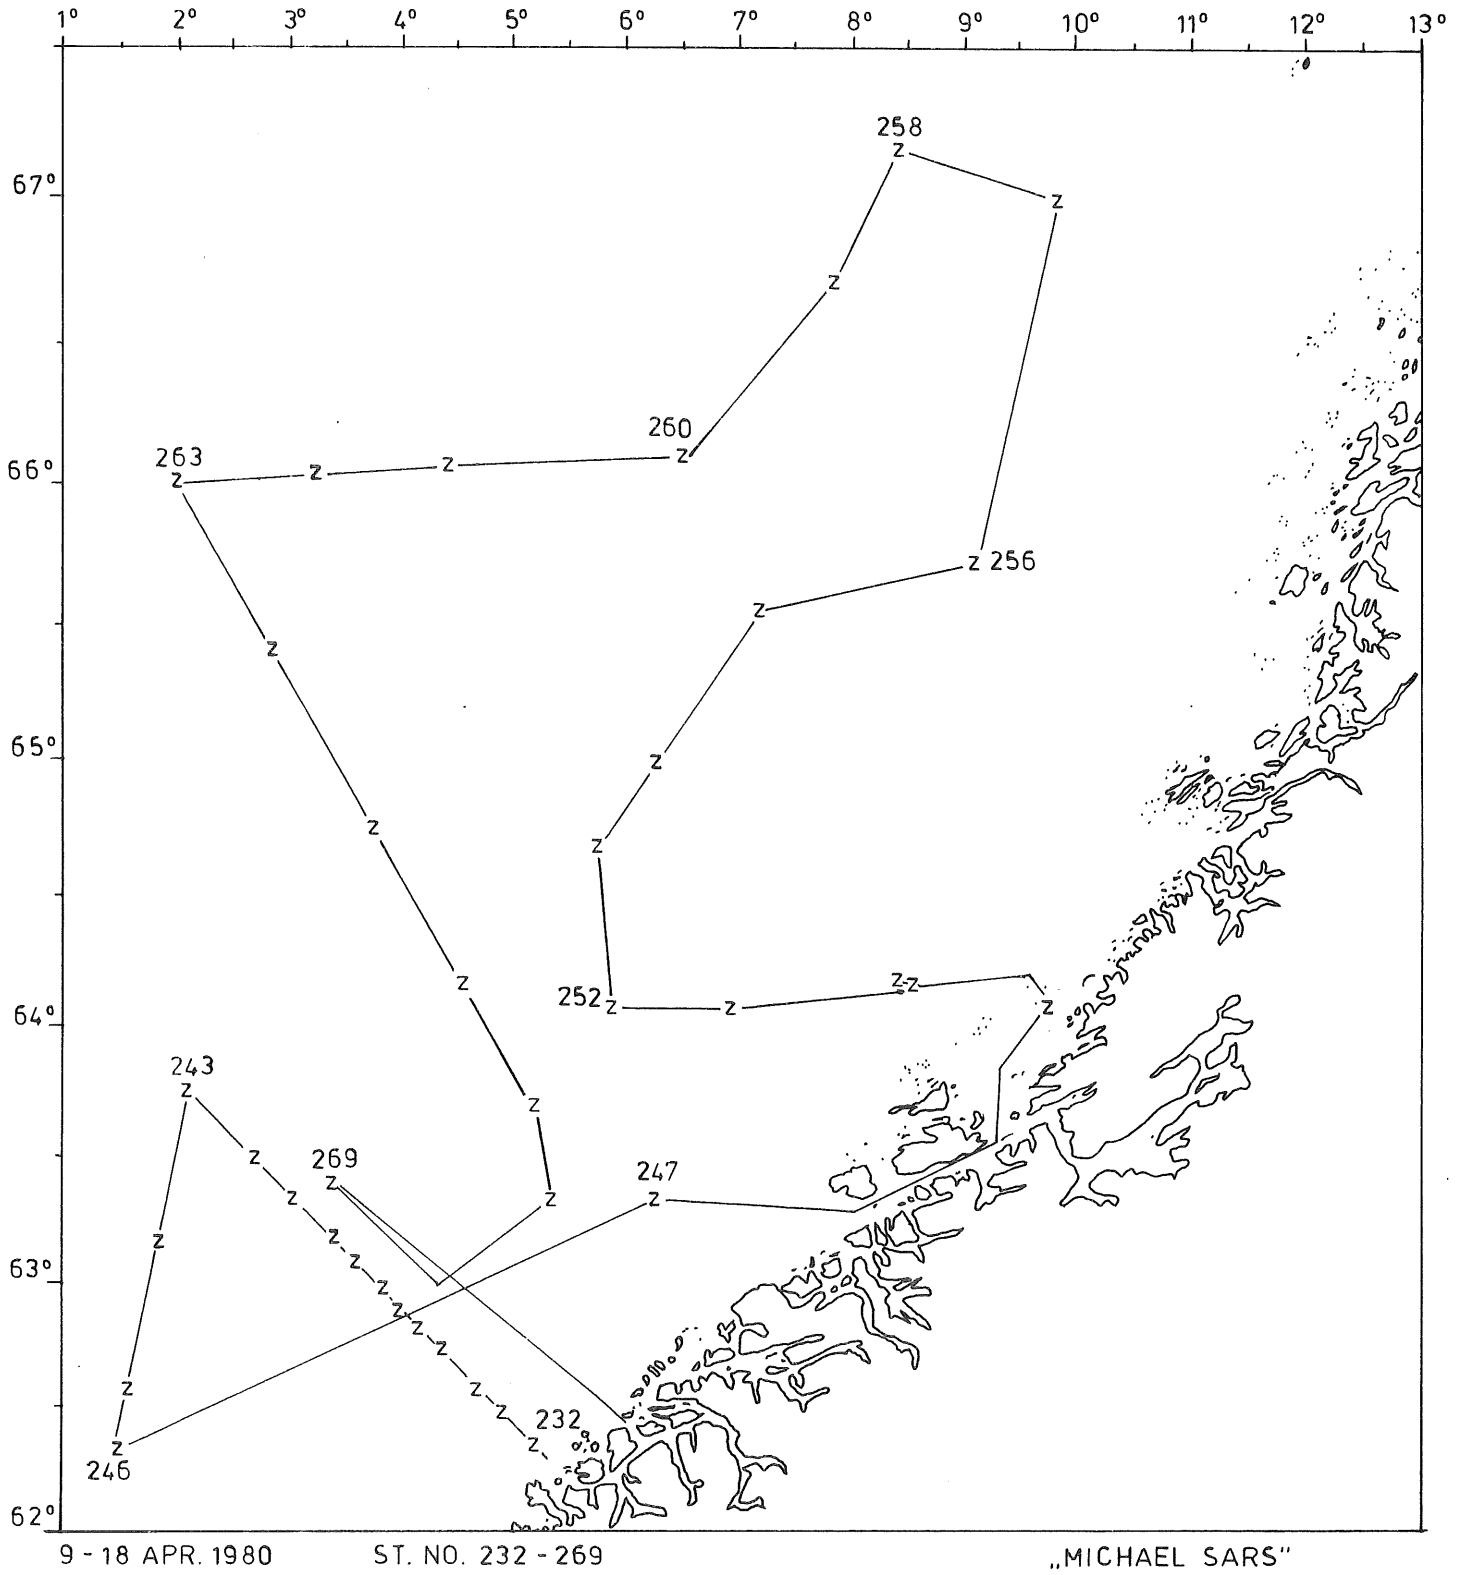 1° 2° 3° 4° 5° 6° 7° 8° 9° 10° 11° 12° 13°
258
67°
Z
Z
Z
260
263
66°
Z Z Z Z
Z 256
Z
Z
65°
Z
Z
Z
Z
Z Z
252 Z Z Z
64°
243
Z
Z
Z
269
247
Z
Z Z Z
Z
Z
Z
63°
Z
Z
Z
Z
Z
Z
Z
232
Z
Z
246
62°
9-18 APR. 1980 ST. NO. 232-269 „MICHAEL SARS"